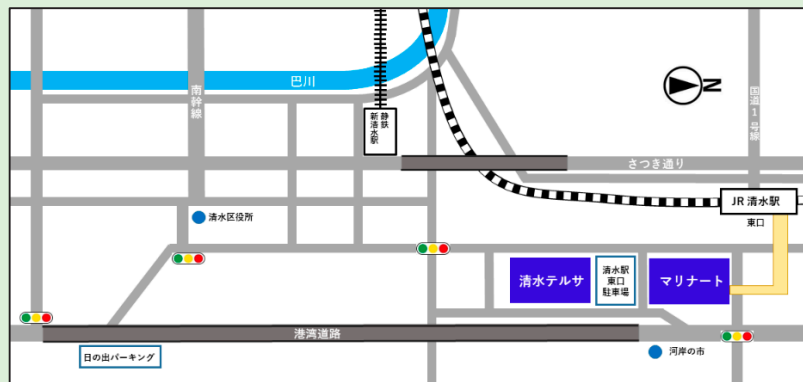 巴川
南幹線
静鉄
新清水駅
N
国道1号線
さつき通り
JR 清水駅
東口
清水区役所
清水テルサ
清水駅
東口
駐車場
マリナート
港湾道路
日の出パーキング
河岸の市